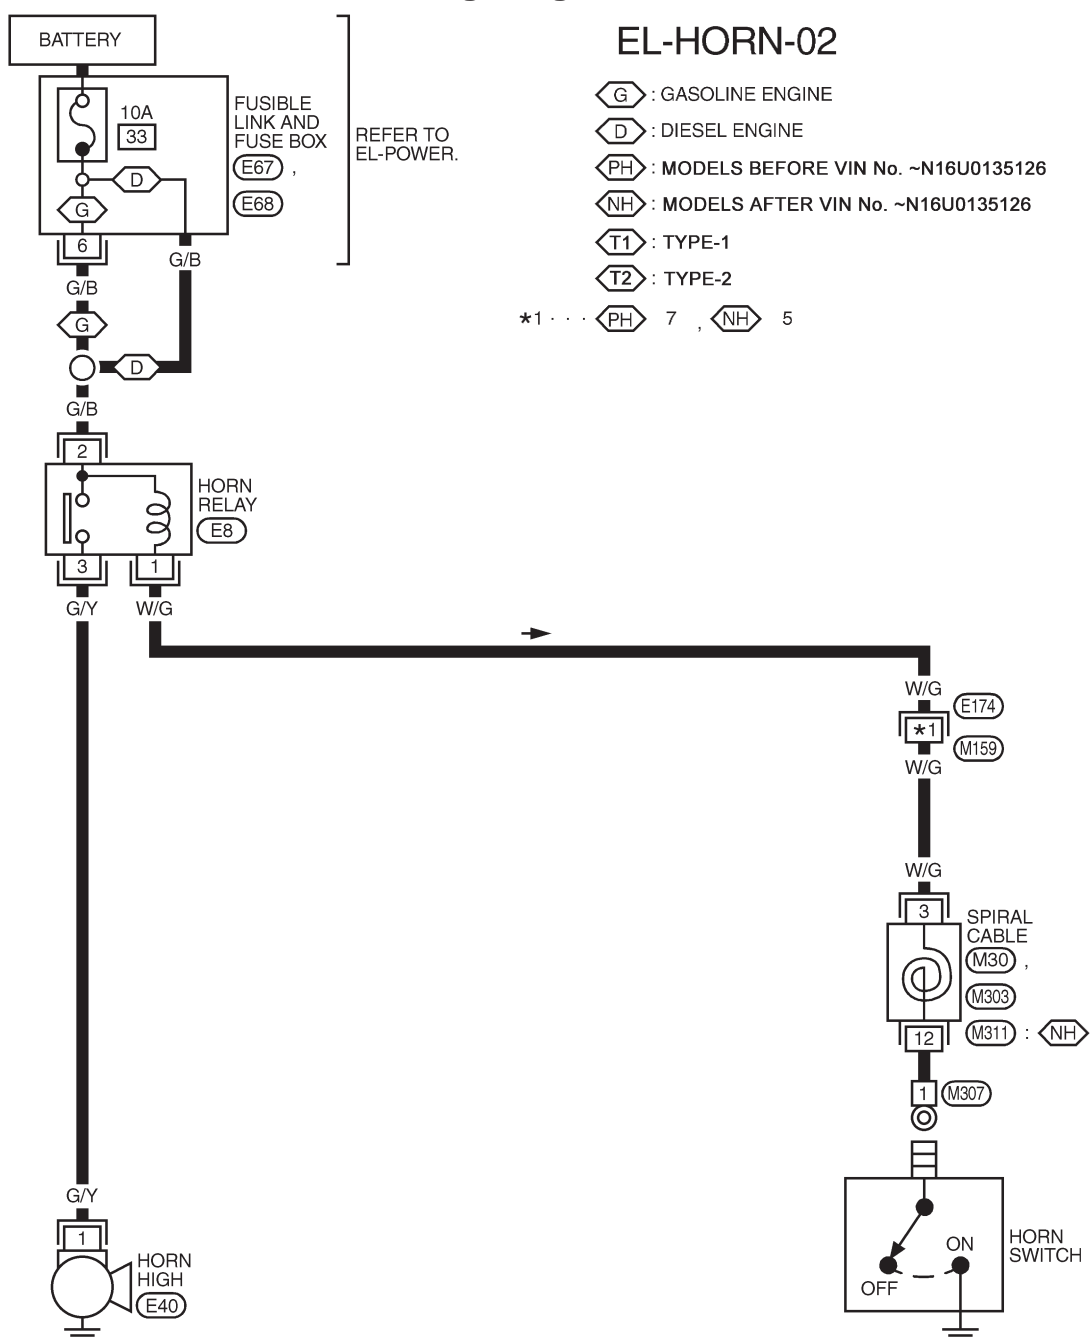 BATTERY
EL-HORN-02
10A
33
FUSIBLE
LINK AND
FUSE BOX
E67 ,
E68
REFER TO
EL-POWER.
D
G
6
G/B
G/B
G
D
G/B
G : GASOLINE ENGINE
D : DIESEL ENGINE
PH : MODELS BEFORE VIN No. ~N16U0135126
NH : MODELS AFTER VIN No. ~N16U0135126
T1 : TYPE-1
T2 : TYPE-2
*1 · · · PH 7 , NH 5
2
HORN
RELAY
E8
3
1
G/Y
W/G
W/G
E174
*1
M159
W/G
W/G
3
SPIRAL
CABLE
M30 ,
M303
M311 : NH
12
1
M307
G/Y
1
HORN
HIGH
E40
ON
OFF
HORN
SWITCH